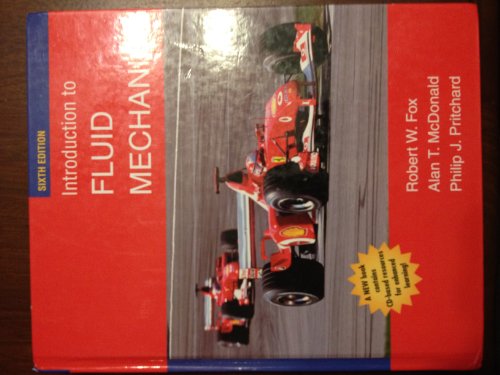 SIXTH EDITION
Introduction to
FLUID
MECHANI
Robert W. Fox
Alan T. McDonald
Philip J. Pritchard
A NEW book
contains
CD-based resources
for enhanced
learning!